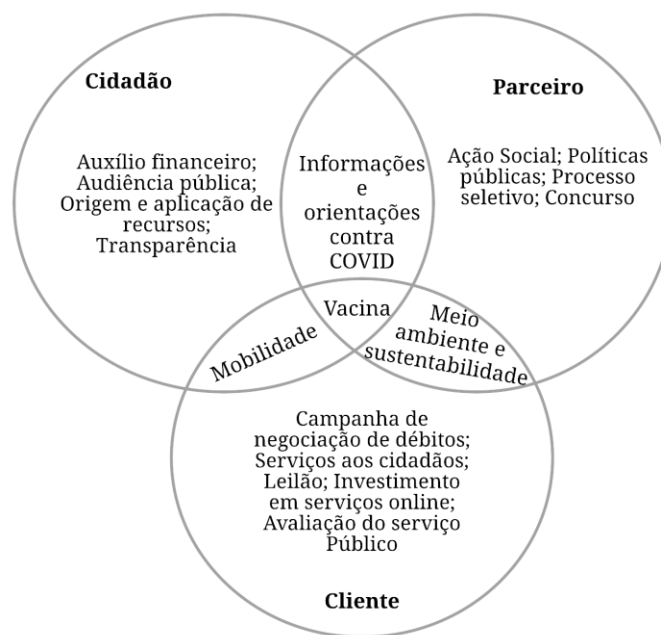 Cidadão
Parceiro
Auxílio financeiro;
Audiência pública;
Origem e aplicação de
recursos;
Transparência
Informações
e
orientações
contra
COVID
Ação Social; Políticas
públicas; Processo
seletivo; Concurso
Vacina
Mobilidade
Meio
ambiente e
sustentabilidade
Campanha de
negociação de débitos;
Serviços aos cidadãos;
Leilão; Investimento
em serviços online;
Avaliação do serviço
Público
Cliente